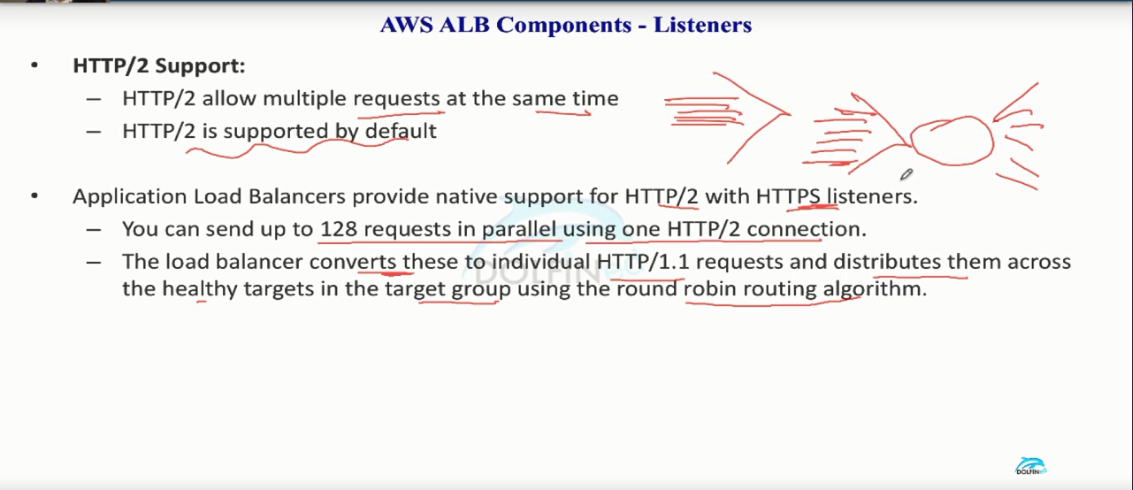 AWS ALB Components - Listeners
• HTTP/2 Support:
– HTTP/2 allow multiple requests at the same time
– HTTP/2 is supported by default
• Application Load Balancers provide native support for HTTP/2 with HTTPS listeners.
– You can send up to 128 requests in parallel using one HTTP/2 connection.
– The load balancer converts these to individual HTTP/1.1 requests and distributes them across
the healthy targets in the target group using the round robin routing algorithm.
DOLFINED
DOLFINED